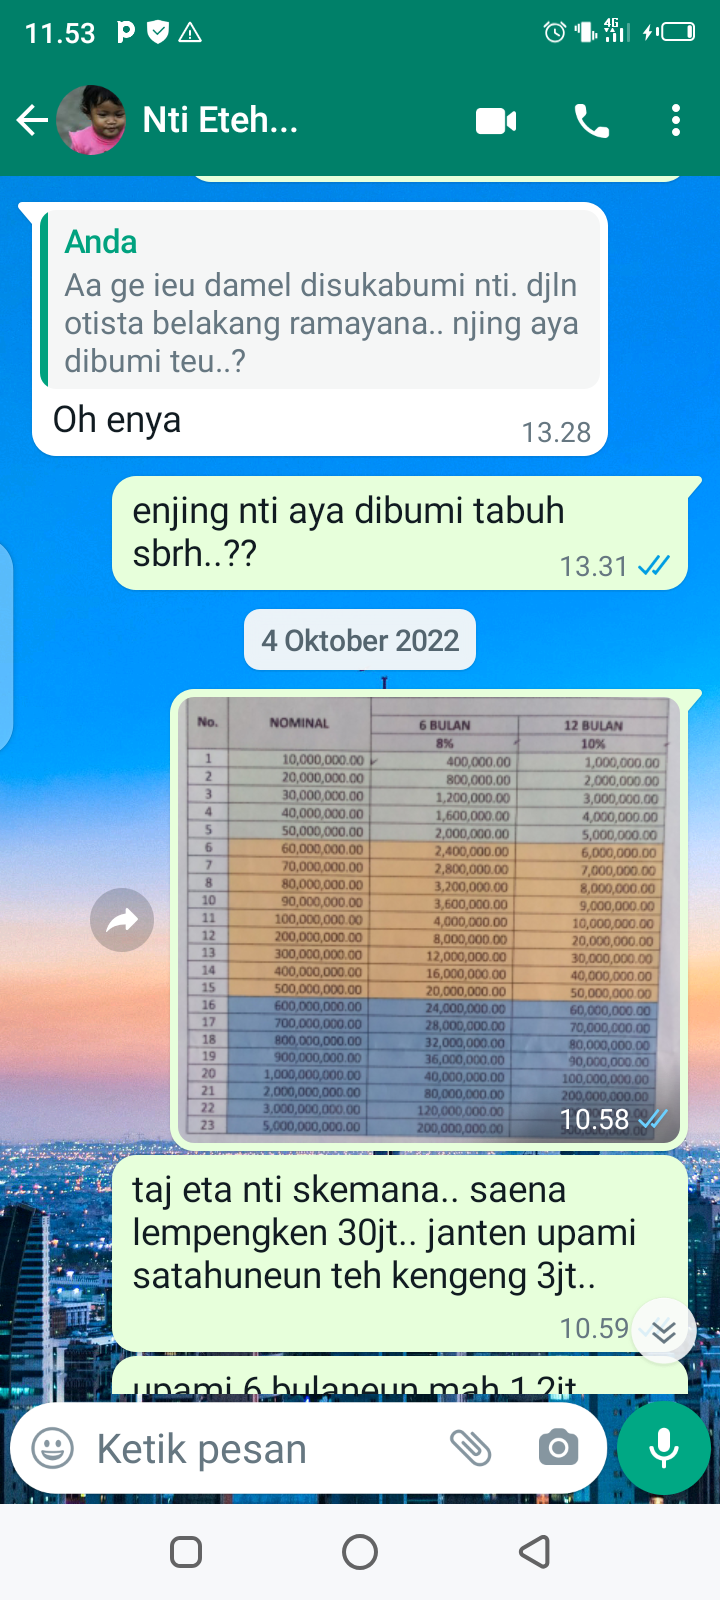 11.53
4G
Nti Eteh...
Anda
Aa ge ieu damel disukabumi nti. djln
otista belakang ramayana.. njing aya
dibumi teu..?
Oh enya
13.28
enjing nti aya dibumi tabuh
sbrh..??
13.31
4 Oktober 2022
No. NOMINAL 6 BULAN 12 BULAN
8% 10%
1 10,000,000.00 400,000.00 1,000,000.00
2 20,000,000.00 800,000.00 2,000,000.00
3 30,000,000.00 1,200,000.00 3,000,000.00
4 40,000,000.00 1,600,000.00 4,000,000.00
5 50,000,000.00 2,000,000.00 5,000,000.00
6 60,000,000.00 2,400,000.00 6,000,000.00
7 70,000,000.00 2,800,000.00 7,000,000.00
8 80,000,000.00 3,200,000.00 8,000,000.00
10 90,000,000.00 3,600,000.00 9,000,000.00
11 100,000,000.00 4,000,000.00 10,000,000.00
12 200,000,000.00 8,000,000.00 20,000,000.00
13 300,000,000.00 12,000,000.00 30,000,000.00
14 400,000,000.00 16,000,000.00 40,000,000.00
15 500,000,000.00 20,000,000.00 50,000,000.00
16 600,000,000.00 24,000,000.00 60,000,000.00
17 700,000,000.00 28,000,000.00 70,000,000.00
18 800,000,000.00 32,000,000.00 80,000,000.00
19 900,000,000.00 36,000,000.00 90,000,000.00
20 1,000,000,000.00 40,000,000.00 100,000,000.00
21 2,000,000,000.00 80,000,000.00 200,000,000.00
22 3,000,000,000.00 120,000,000.00
23 5,000,000,000.00 200,000,000.00
10.58
taj eta nti skemana.. saena
lempengken 30jt.. janten upami
satahuneun teh kengeng 3jt..
10.59
upami 6 bulaneun mah 1,2jt
Ketik pesan